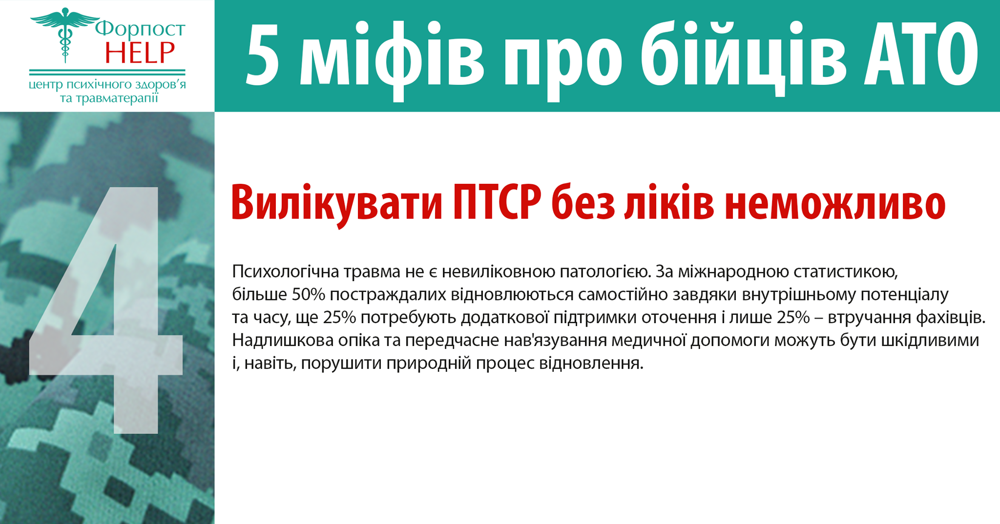 Форпост
HELP
центр психічного здоров’я
та травматерапії
5 міфів про бійців АТО
4
Вилікувати ПТСР без ліків неможливо
Психологічна травма не є невиліковною патологією. За міжнародною статистикою,
більше 50% постраждалих відновлюються самостійно завдяки внутрішньому потенціалу
та часу, ще 25% потребують додаткової підтримки оточення і лише 25% – втручання фахівців.
Надлишкова опіка та передчасне нав'язування медичної допомоги можуть бути шкідливими
і, навіть, порушити природній процес відновлення.